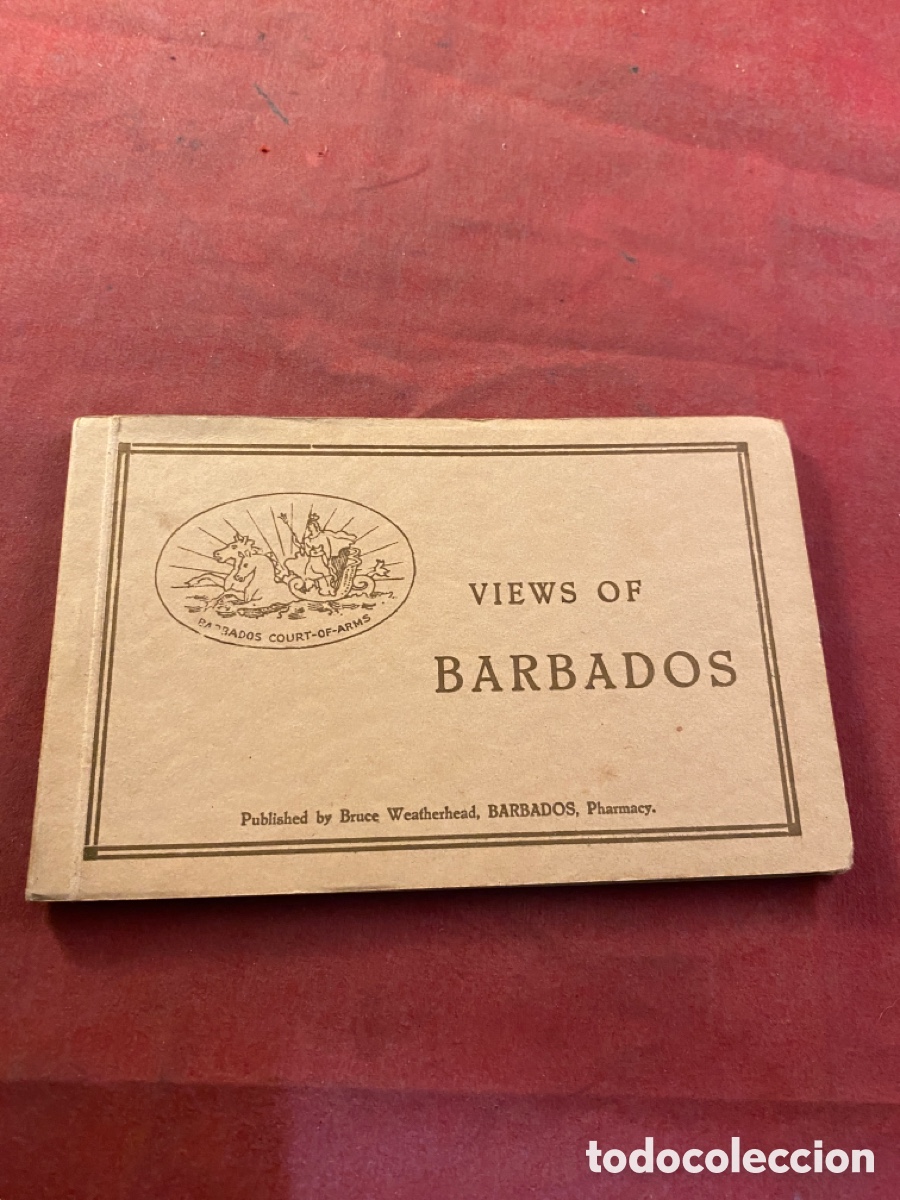 BARBADOS COURT-OF-ARMS
VIEWS OF
BARBADOS
Published by Bruce Weatherhead, BARBADOS, Pharmacy.
todocoleccion